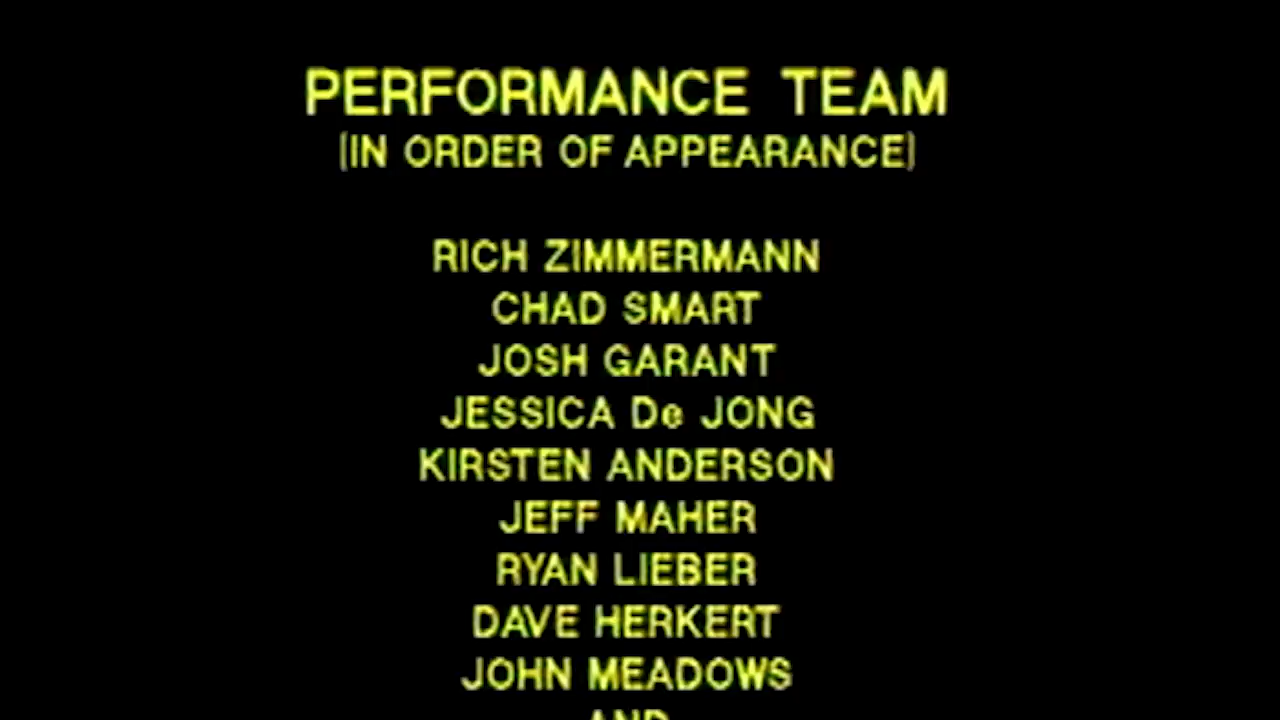 PERFORMANCE TEAM
(IN ORDER OF APPEARANCE)
RICH ZIMMERMANN
CHAD SMART
JOSH GARANT
JESSICA De JONG
KIRSTEN ANDERSON
JEFF MAHER
RYAN LIEBER
DAVE HERKERT
JOHN MEADOWS
AND